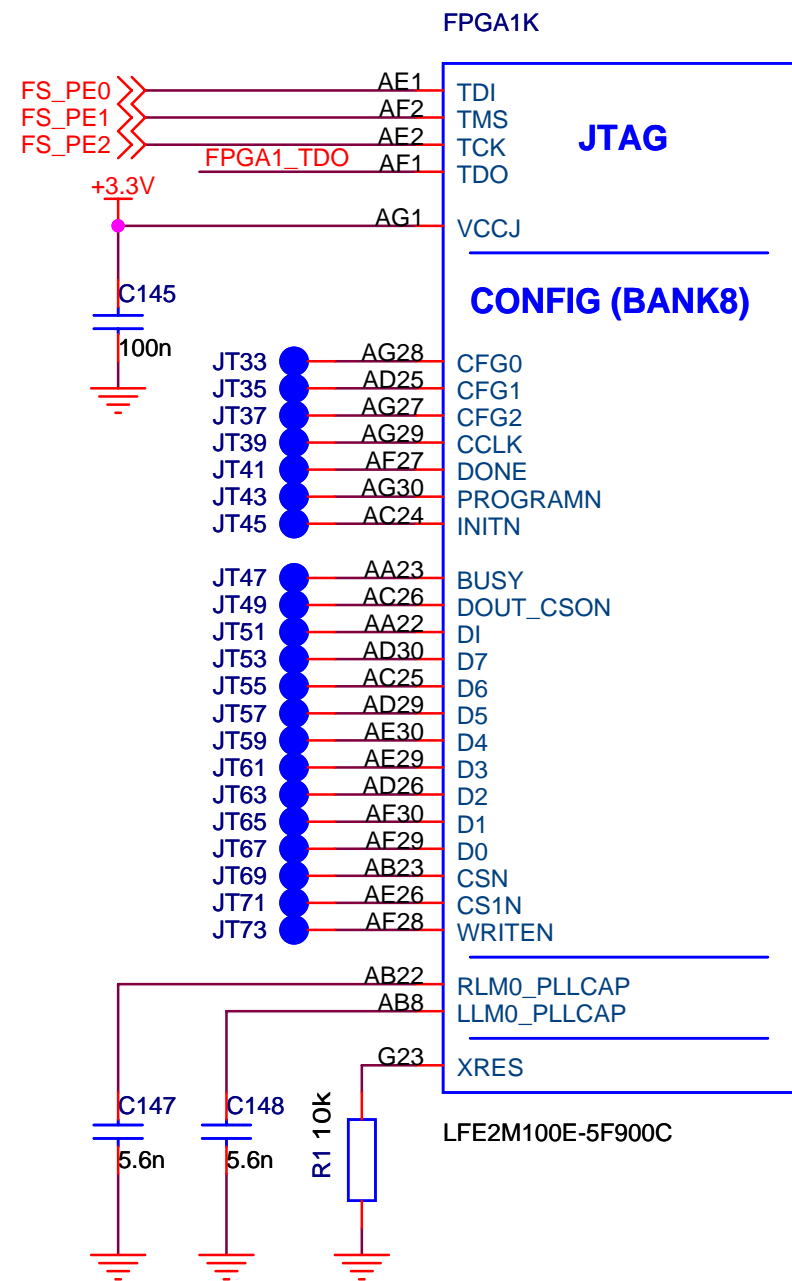 FPGA1K
FS_PE0 AE1 TDI
FS_PE1 AF2 TMS
FS_PE2 AE2 TCK
JTAG
FPGA1_TDO AF1 TDO
+3.3V
AG1 VCCJ
CONFIG (BANK8)
C145
100n
JT33 AG28 CFG0
JT35 AD25 CFG1
JT37 AG27 CFG2
JT39 AG29 CCLK
JT41 AF27 DONE
JT43 AG30 PROGRAMN
JT45 AC24 INITN
JT47 AA23 BUSY
JT49 AC26 DOUT_CSON
JT51 AA22 DI
JT53 AD30 D7
JT55 AC25 D6
JT57 AD29 D5
JT59 AE30 D4
JT61 AE29 D3
JT63 AD26 D2
JT65 AF30 D1
JT67 AF29 D0
JT69 AB23 CSN
JT71 AE26 CS1N
JT73 AF28 WRITEN
AB22 RLM0_PLLCAP
AB8 LLM0_PLLCAP
G23 XRES
C147 C148
5.6n 5.6n
R1 10k
LFE2M100E-5F900C